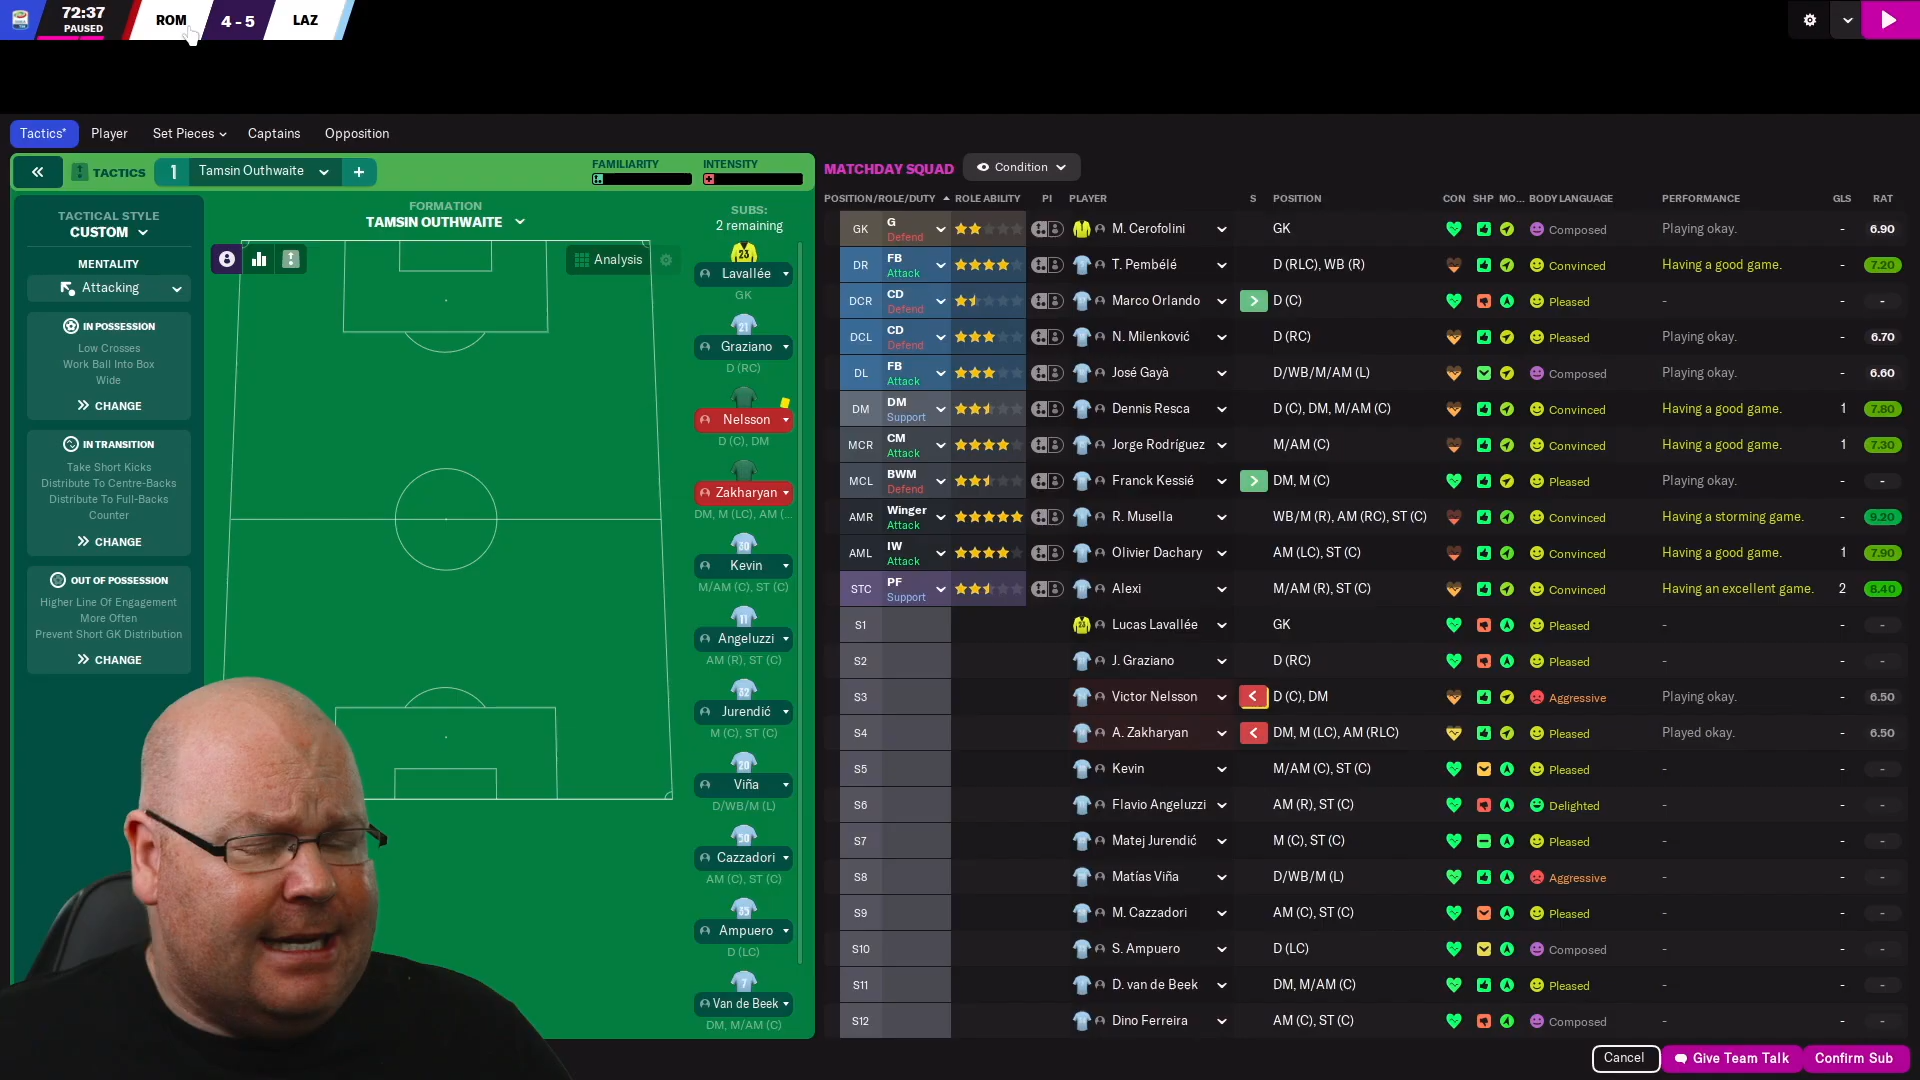 72:37
PAUSED
ROM
4 - 5
LAZ
Tactics*
Player
Set Pieces
Captains
Opposition
TACTICS
1
Tamsin Outhwaite
+
FAMILIARITY
INTENSITY
TACTICAL STYLE
CUSTOM
MENTALITY
Attacking
IN POSSESSION
Low Crosses
Work Ball Into Box
Wide
CHANGE
IN TRANSITION
Take Short Kicks
Distribute To Centre-Backs
Distribute To Full-Backs
Counter
CHANGE
OUT OF POSSESSION
Higher Line Of Engagement
More Often
Prevent Short GK Distribution
CHANGE
FORMATION
TAMSIN OUTHWAITE
Analysis
SUBS:
2 remaining
23
Lavallée
GK
21
Graziano
D (RC)
Nelsson
D (C), DM
Zakharyan
DM, M (LC), AM (...
Kevin
M/AM (C), ST (C)
11
Angeluzzi
AM (R), ST (C)
Jurendić
M (C), ST (C)
20
Viña
D/WB/M (L)
Cazzadori
AM (C), ST (C)
Ampuero
D (LC)
7
Van de Beek
DM, M/AM (C)
MATCHDAY SQUAD
Condition
POSITION/ROLE/DUTY ROLE ABILITY PI PLAYER S POSITION CON SHP MO... BODY LANGUAGE PERFORMANCE GLS RAT
GK G Defend M. Cerofolini GK Composed Playing okay. - 6.90
DR FB Attack T. Pembélé D (RLC), WB (R) Convinced Having a good game. - 7.20
DCR CD Defend Marco Orlando D (C) Pleased - - -
DCL CD Defend N. Milenković D (RC) Pleased Playing okay. - 6.70
DL FB Attack José Gayà D/WB/M/AM (L) Composed Playing okay. - 6.60
DM DM Support Dennis Resca D (C), DM, M/AM (C) Convinced Having a good game. 1 7.80
MCR CM Attack Jorge Rodríguez M/AM (C) Convinced Having a good game. 1 7.30
MCL BWM Defend Franck Kessié DM, M (C) Pleased Playing okay. - -
AMR Winger Attack R. Musella WB/M (R), AM (RC), ST (C) Convinced Having a storming game. - 9.20
AML IW Attack Olivier Dachary AM (LC), ST (C) Convinced Having a good game. 1 7.90
STC PF Support Alexi M/AM (R), ST (C) Convinced Having an excellent game. 2 8.40
S1 Lucas Lavallée GK Pleased - - -
S2 J. Graziano D (RC) Pleased - - -
S3 Victor Nelsson D (C), DM Aggressive Playing okay. - 6.50
S4 A. Zakharyan DM, M (LC), AM (RLC) Pleased Played okay. - 6.50
S5 Kevin M/AM (C), ST (C) Pleased - - -
S6 Flavio Angeluzzi AM (R), ST (C) Delighted - - -
S7 Matej Jurendić M (C), ST (C) Pleased - - -
S8 Matías Viña D/WB/M (L) Aggressive - - -
S9 M. Cazzadori AM (C), ST (C) Pleased - - -
S10 S. Ampuero D (LC) Composed - - -
S11 D. van de Beek DM, M/AM (C) Pleased - - -
S12 Dino Ferreira AM (C), ST (C) Composed - - -
Cancel
Give Team Talk
Confirm Sub